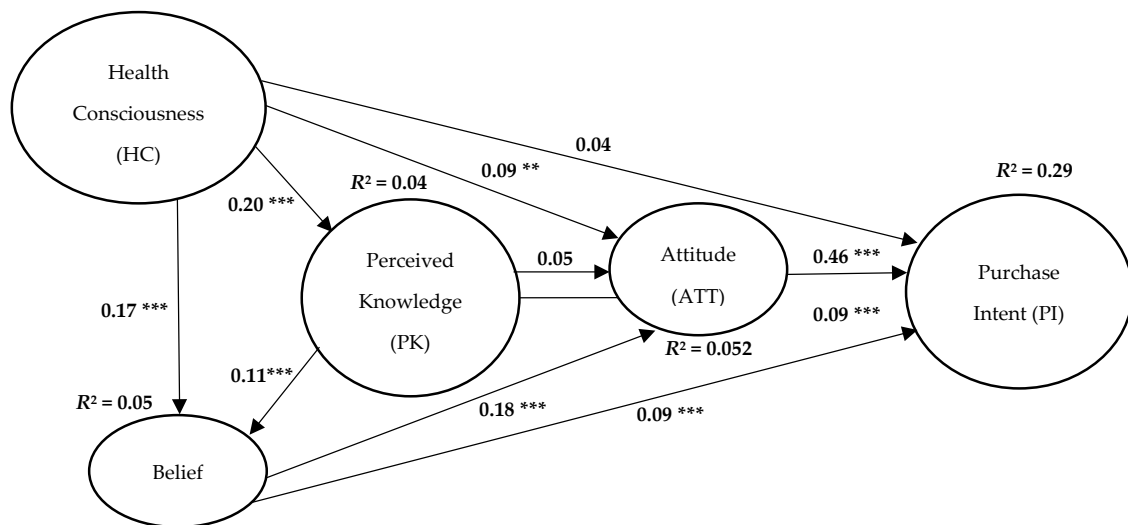 Health
Consciousness
(HC)
0.04
0.09 **
R² = 0.29
R² = 0.04
0.20 ***
Perceived
Knowledge
(PK)
0.05
Attitude
(ATT)
0.46 ***
Purchase
Intent (PI)
0.17 ***
0.09 ***
R² = 0.052
0.11***
R² = 0.05
0.18 ***
0.09 ***
Belief